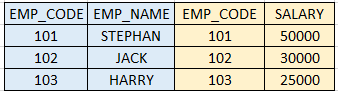 EMP_CODE EMP_NAME EMP_CODE SALARY
101 STEPHAN 101 50000
102 JACK 102 30000
103 HARRY 103 25000